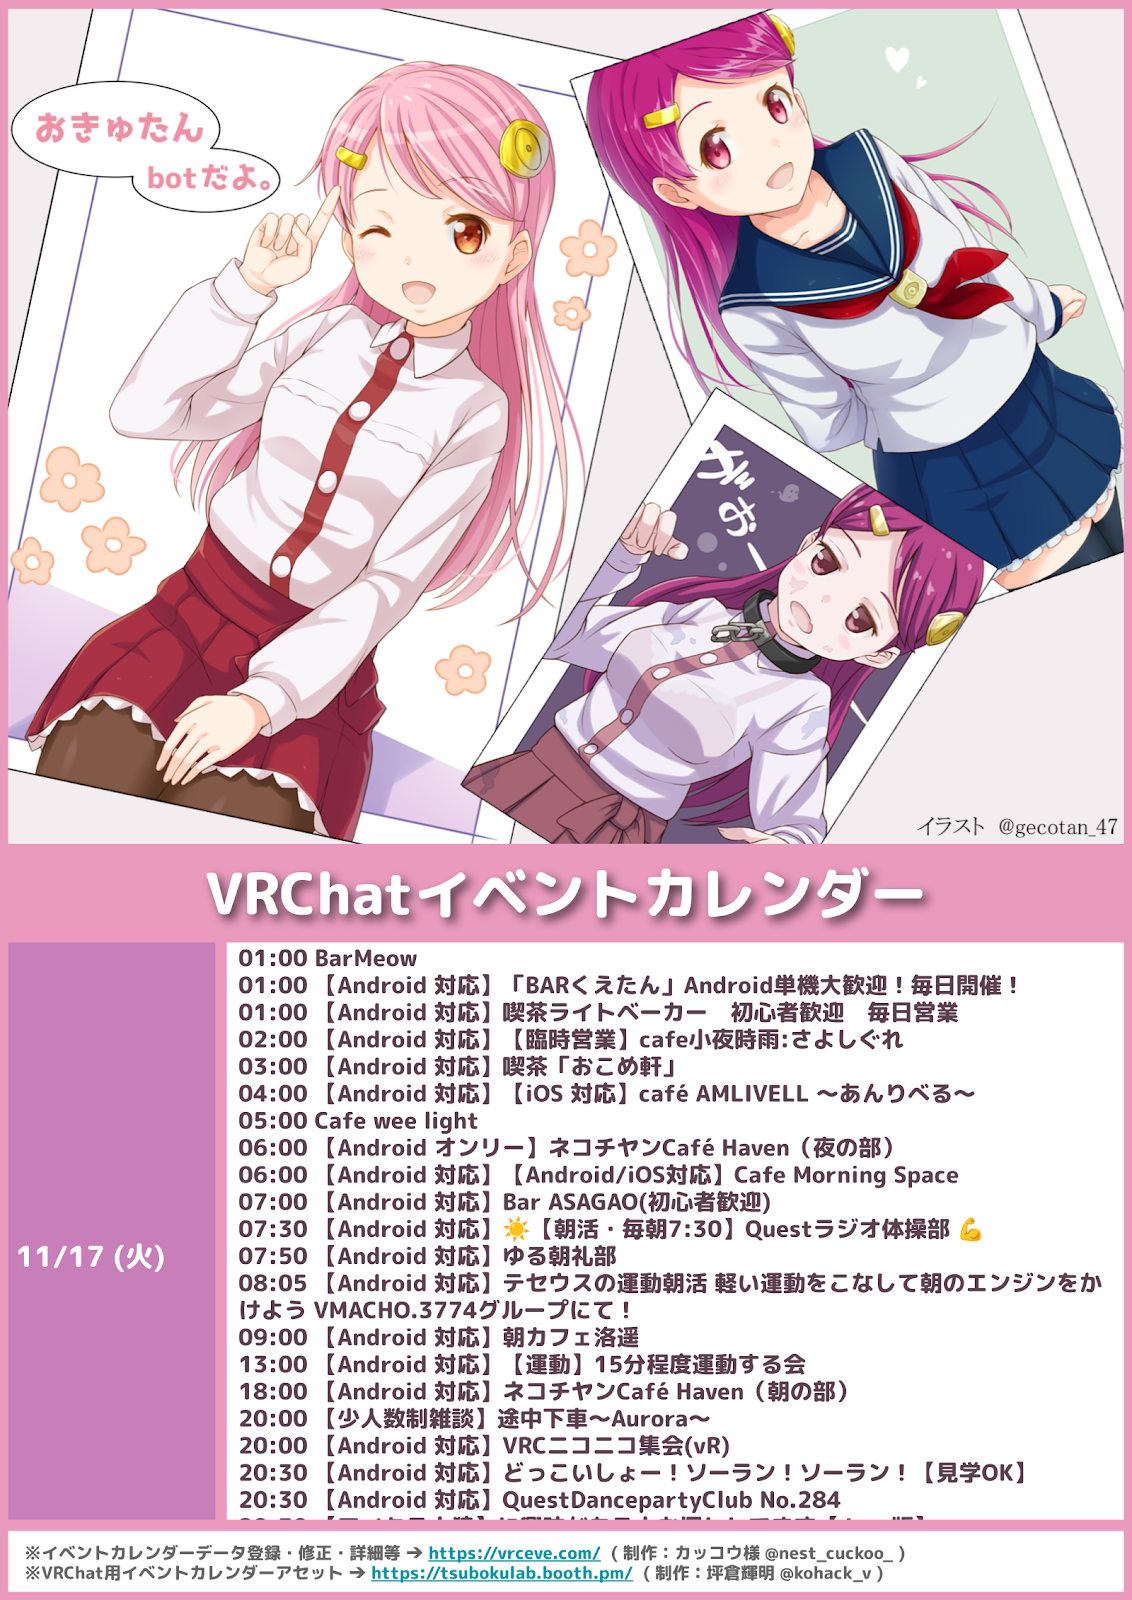 おきゅたん
botだよ。
がお
イラスト @gecotan_47
VRChatイベントカレンダー
11/17 (火)
01:00 BarMeow
01:00 【Android 対応】「BARくえたん」Android単機大歓迎！毎日開催！
01:00 【Android 対応】喫茶ライトベーカー　初心者歓迎　毎日営業
02:00 【Android 対応】【臨時営業】cafe小夜時雨:さよしぐれ
03:00 【Android 対応】喫茶「おこめ軒」
04:00 【Android 対応】【iOS 対応】café AMLIVELL ～あんりべる～
05:00 Cafe wee light
06:00 【Android オンリー】ネコチヤンCafé Haven（夜の部）
06:00 【Android 対応】【Android/iOS対応】Cafe Morning Space
07:00 【Android 対応】Bar ASAGAO(初心者歓迎)
07:30 【Android 対応】☀️【朝活・毎朝7:30】Questラジオ体操部 💪
07:50 【Android 対応】ゆる朝礼部
08:05 【Android 対応】テセウスの運動朝活 軽い運動をこなして朝のエンジンをか
けよう VMACHO.3774グループにて！
09:00 【Android 対応】朝カフェ洛遥
13:00 【Android 対応】【運動】15分程度運動する会
18:00 【Android 対応】ネコチヤンCafé Haven（朝の部）
20:00 【少人数制雑談】途中下車～Aurora～
20:00 【Android 対応】VRCニコニコ集会(vR)
20:30 【Android 対応】どっこいしょー！ソーラン！ソーラン！【見学OK】
20:30 【Android 対応】QuestDancepartyClub No.284
※イベントカレンダーデータ登録・修正・詳細等 ➔ https://vrceve.com/ ( 制作：カッコウ様 @nest_cuckoo_ )
※VRChat用イベントカレンダーアセット ➔ https://tsubokulab.booth.pm/ ( 制作：坪倉輝明 @kohack_v )